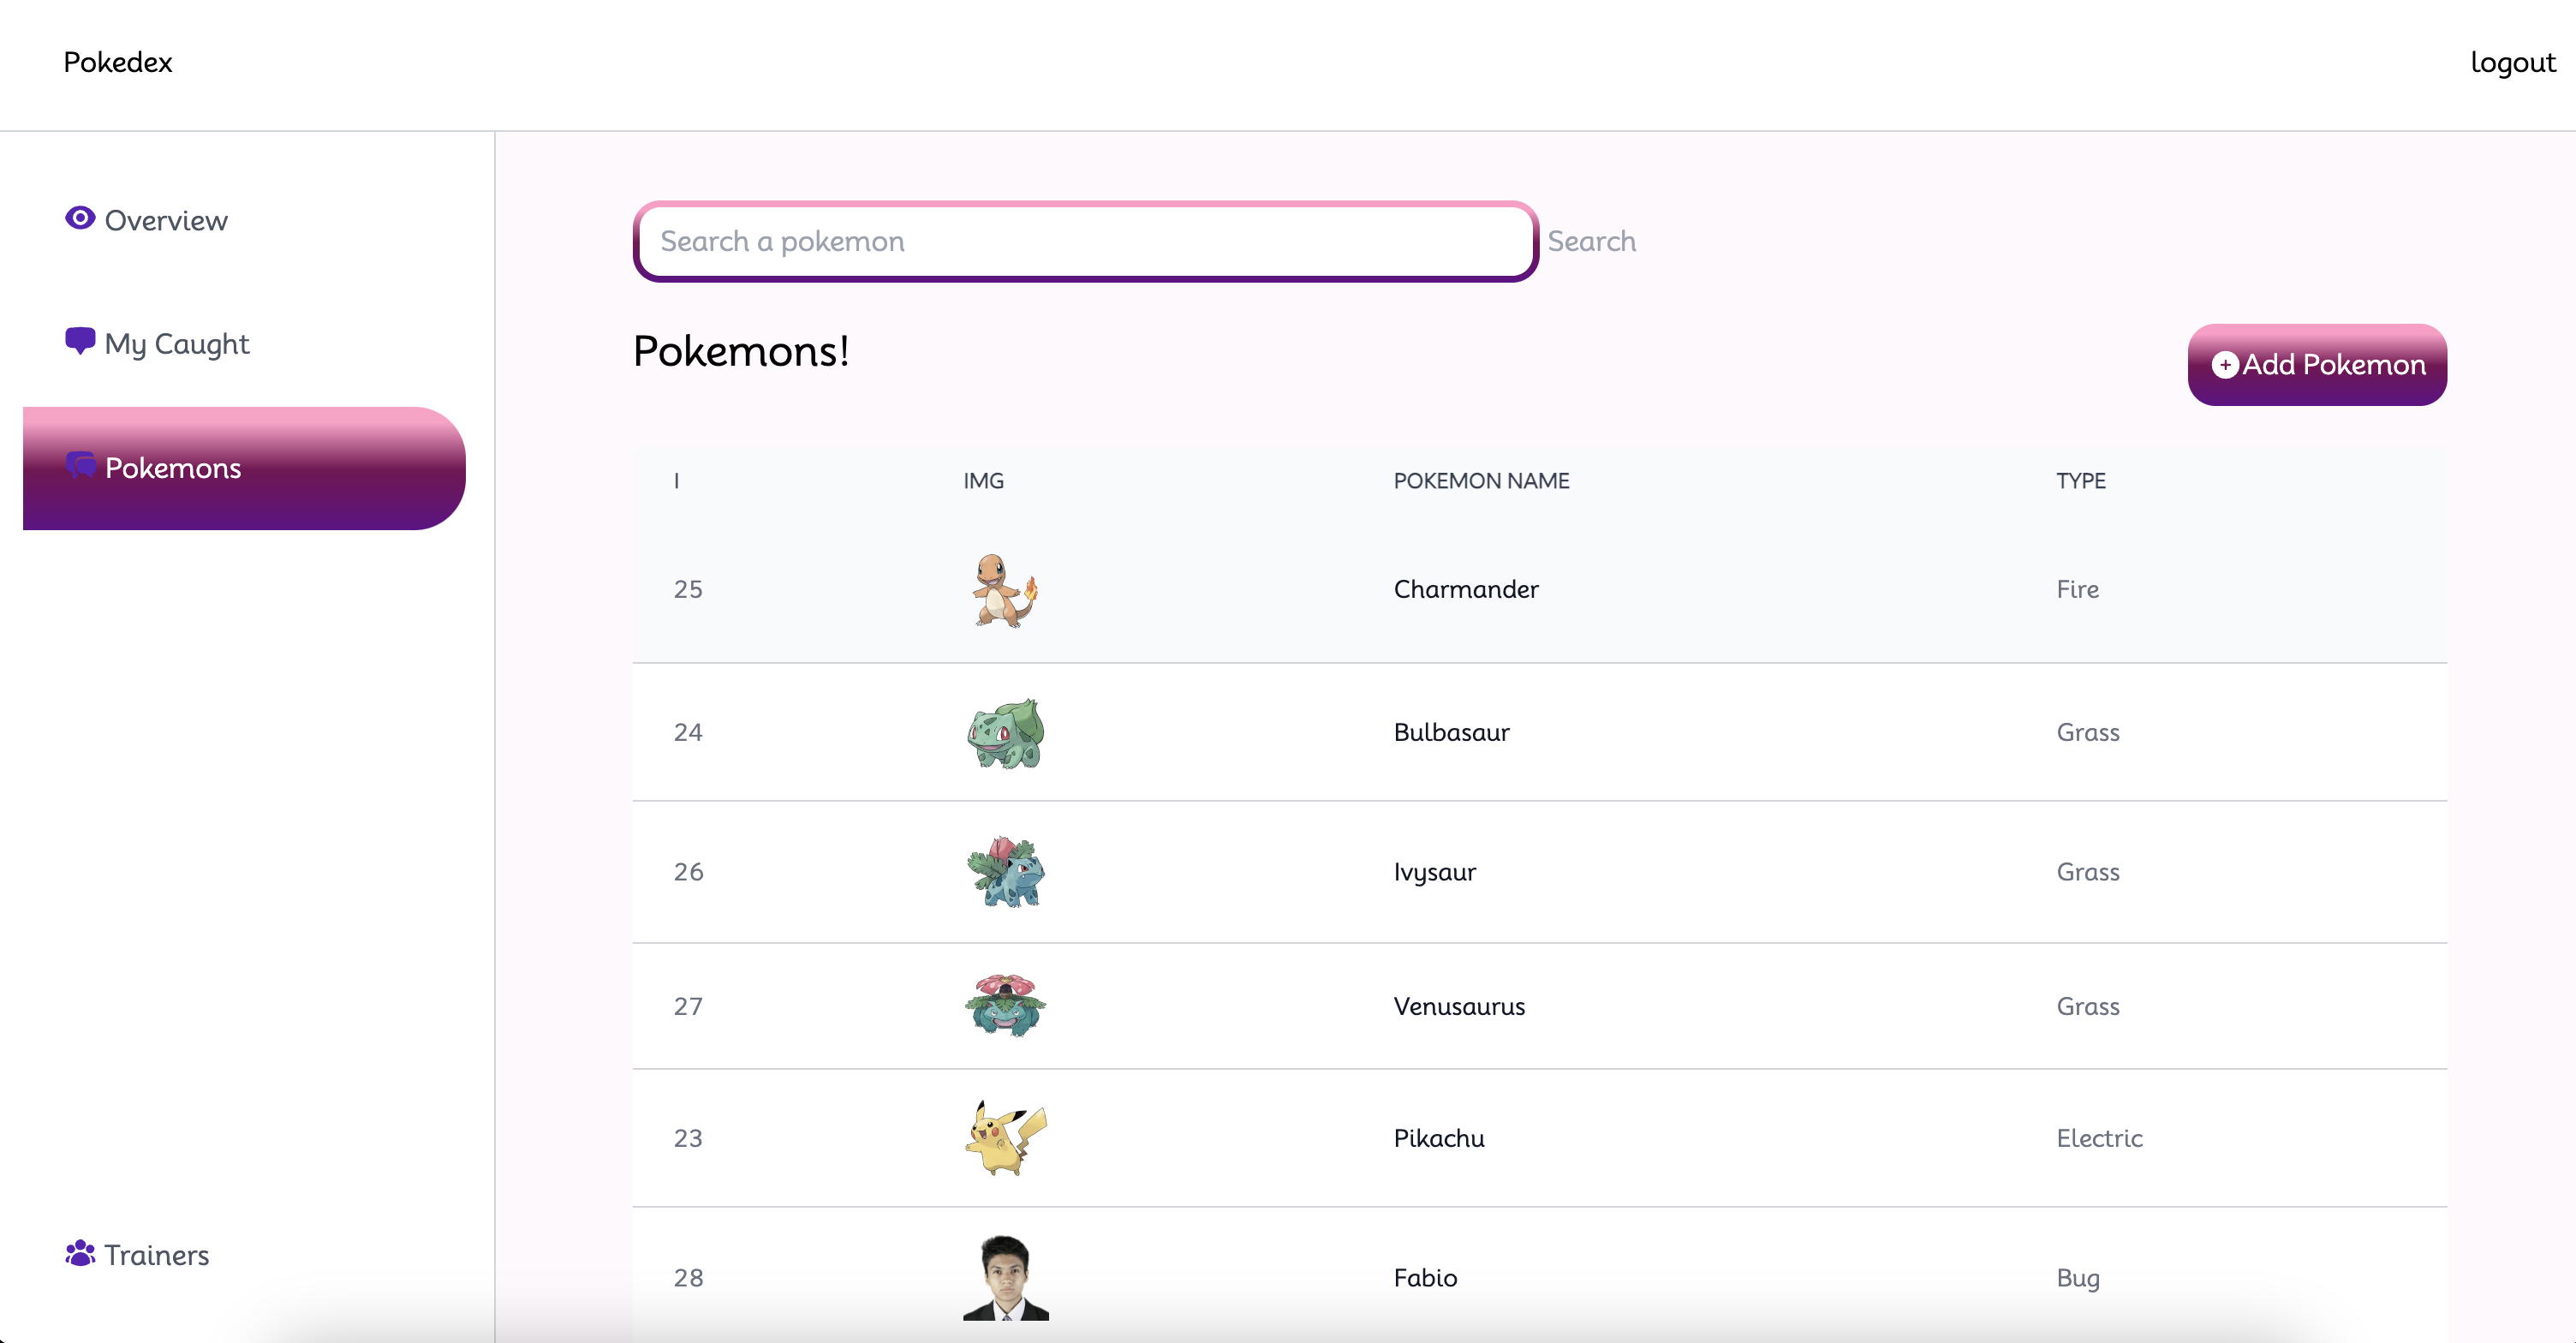 Pokedex
logout
Overview
My Caught
Pokemons
Trainers
Search a pokemon
Search
Pokemons!
Add Pokemon
I IMG POKEMON NAME TYPE
25 Charmander Fire
24 Bulbasaur Grass
26 Ivysaur Grass
27 Venusaurus Grass
23 Pikachu Electric
28 Fabio Bug